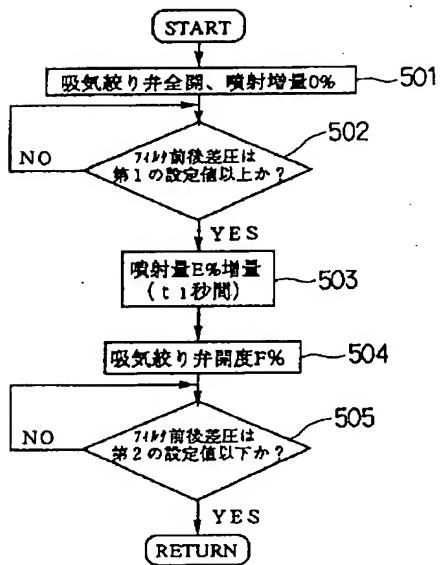 START
吸気絞り弁全開、噴射増量0%
501
502
フィルタ前後差圧は
第1の設定値以上か?
NO
YES
噴射量E%増量
(t1秒間)
503
吸気絞り弁開度F%
504
505
フィルタ前後差圧は
第2の設定値以下か?
NO
YES
RETURN